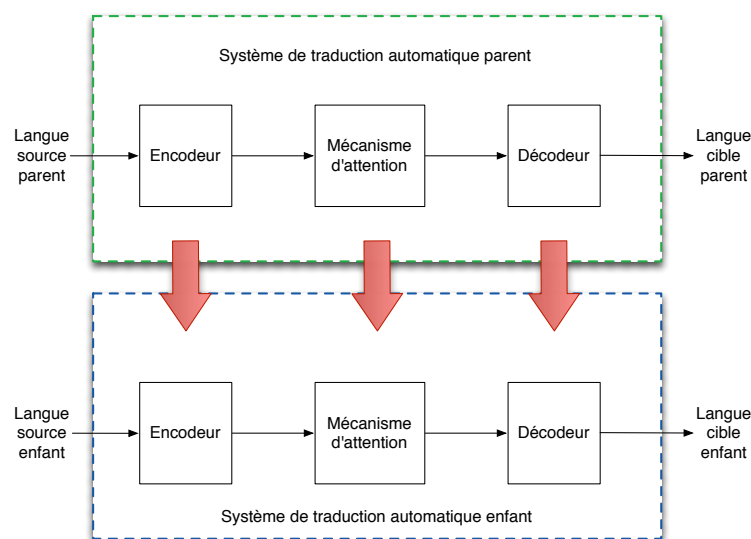 Système de traduction automatique parent
Langue
source
parent
Encodeur
Mécanisme
d'attention
Décodeur
Langue
cible
parent
Langue
source
enfant
Encodeur
Mécanisme
d'attention
Décodeur
Langue
cible
enfant
Système de traduction automatique enfant